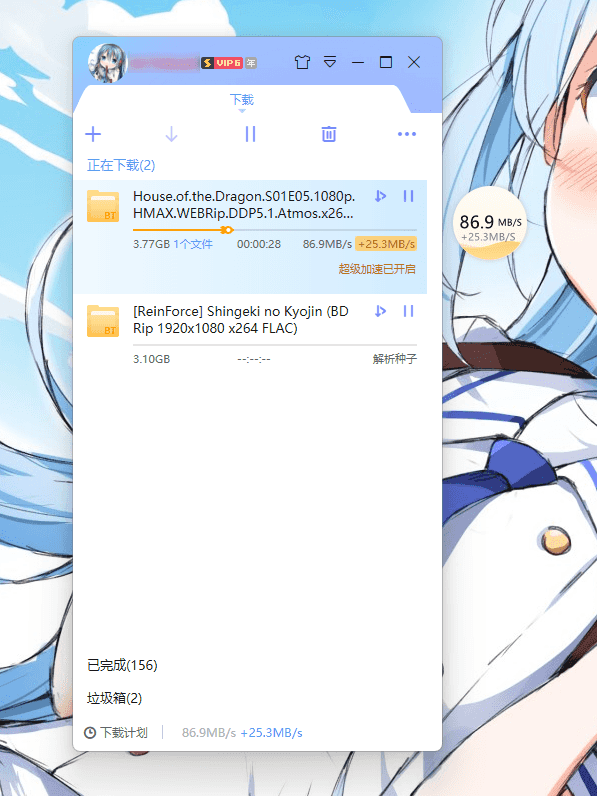 VIP6 年
下载
正在下载(2)
House.of.the.Dragon.S01E05.1080p.
HMAX.WEBRip.DDP5.1.Atmos.x26...
BT
3.77GB 1个文件 00:00:28 86.9MB/s +25.3MB/s
超级加速已开启
[ReinForce] Shingeki no Kyojin (BD
Rip 1920x1080 x264 FLAC)
BT
3.10GB --:--:-- 解析种子
86.9 MB/s
+25.3MB/s
已完成(156)
垃圾箱(2)
下载计划 86.9MB/s +25.3MB/s